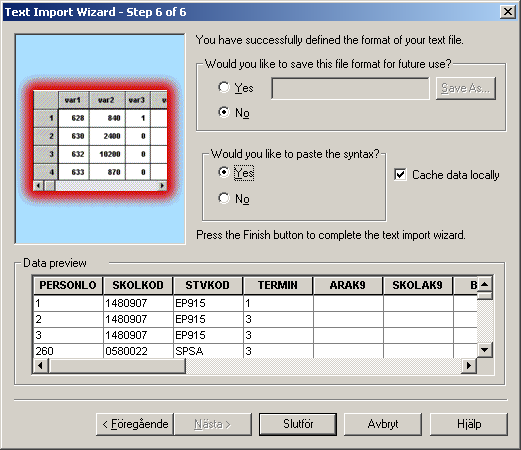 Text Import Wizard - Step 6 of 6
You have successfully defined the format of your text file.
Would you like to save this file format for future use?
Yes
Save As...
No
var1 var2 var3 v
1 628 840 1
2 630 2400 0
3 632 10200 0
4 633 870 0
Would you like to paste the syntax?
Yes
No
Cache data locally
Press the Finish button to complete the text import wizard.
Data preview
PERSONLO SKOLKOD STVKOD TERMIN ARAK9 SKOLAK9 B
1 1480907 EP915 1
2 1480907 EP915 3
3 1480907 EP915 3
260 0580022 SPSA 3
< Föregående Nästa > Slutför Avbryt Hjälp